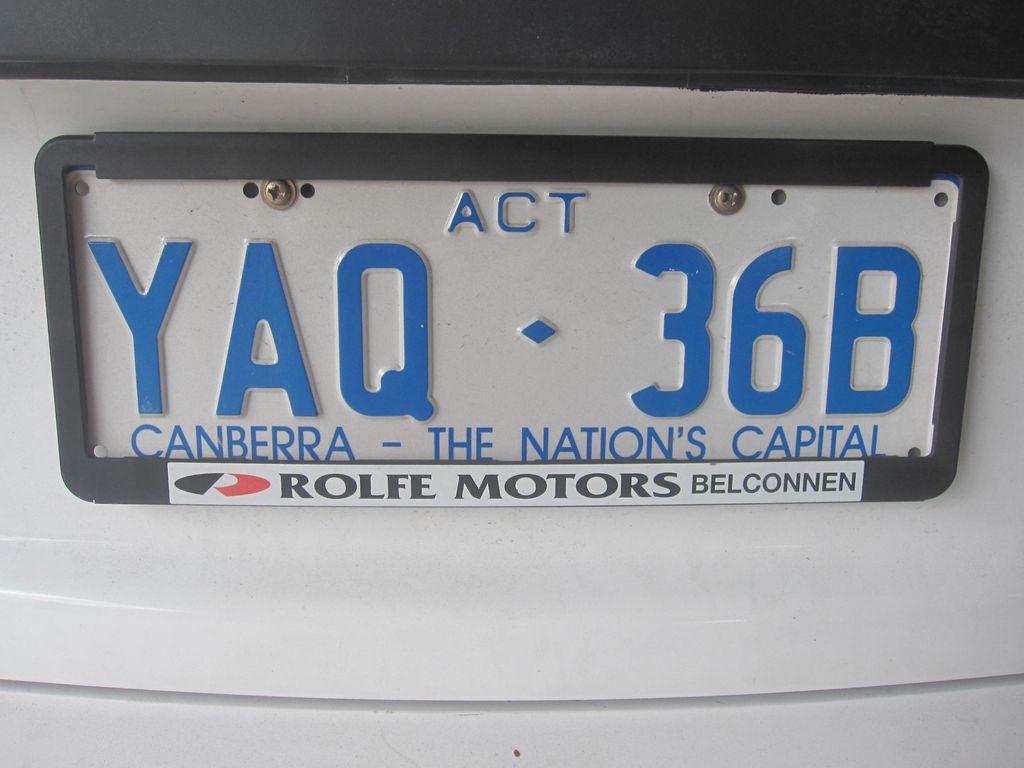 ACT
YAQ · 36B
CANBERRA - THE NATION'S CAPITAL
ROLFE MOTORS BELCONNEN